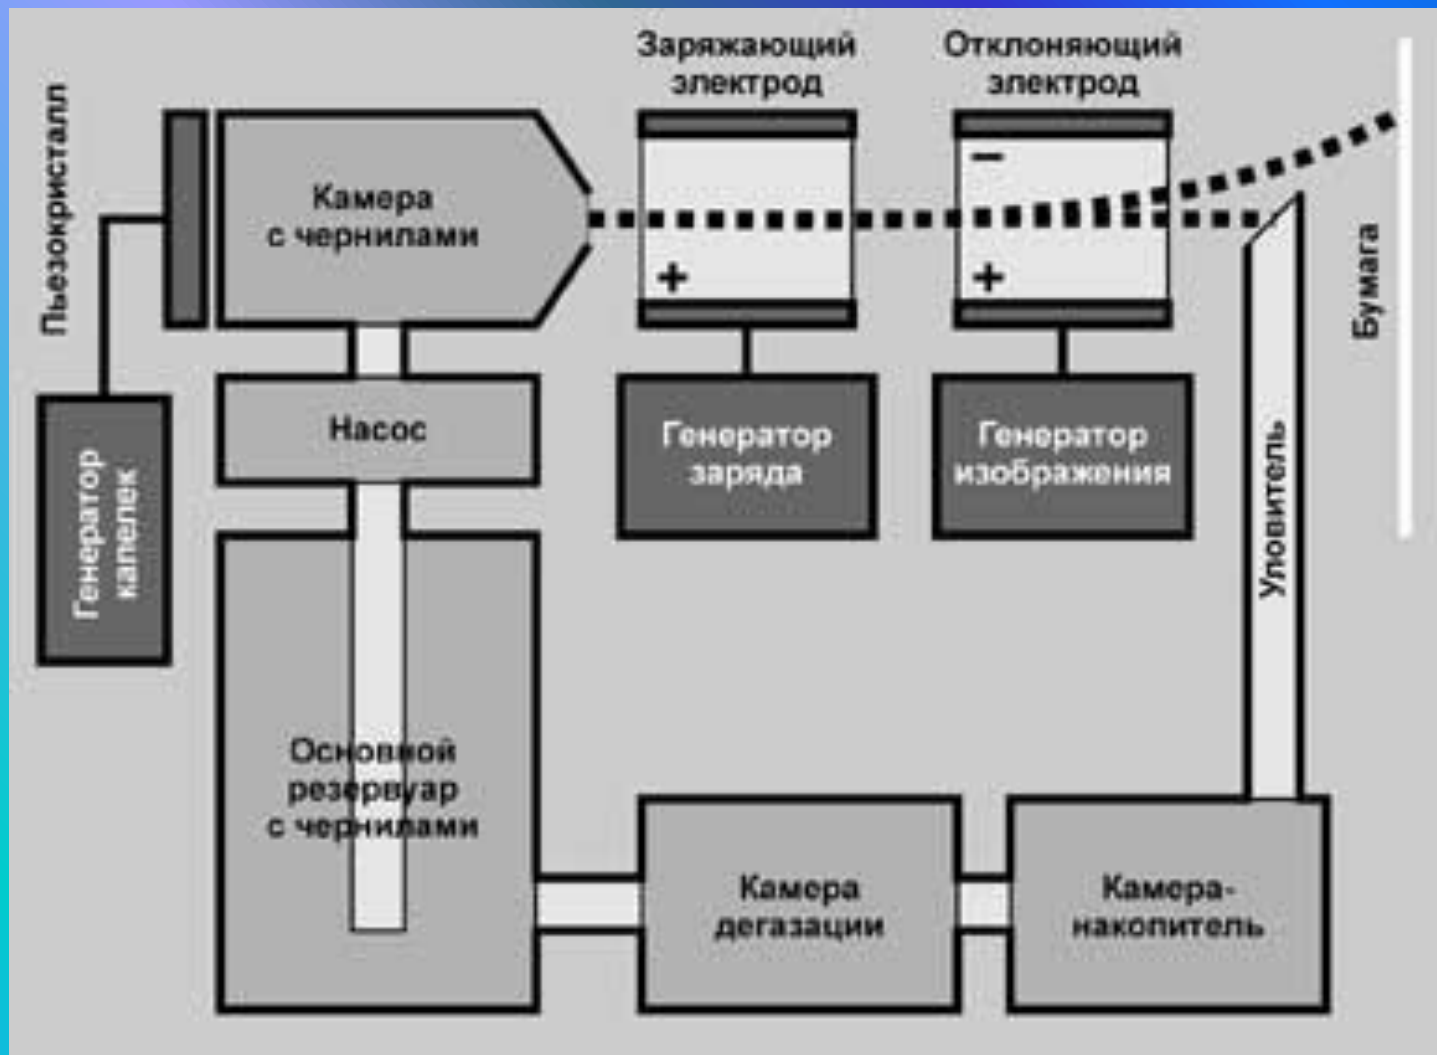 Заряжающий
электрод
Отклоняющий
электрод
Пьезокристалл
Камера
с чернилами
−
+
+
Бумага
Насос
Генератор
заряда
Генератор
изображения
Генератор
капелек
Уловитель
Основной
резервуар
с чернилами
Камера
дегазации
Камера-
накопитель